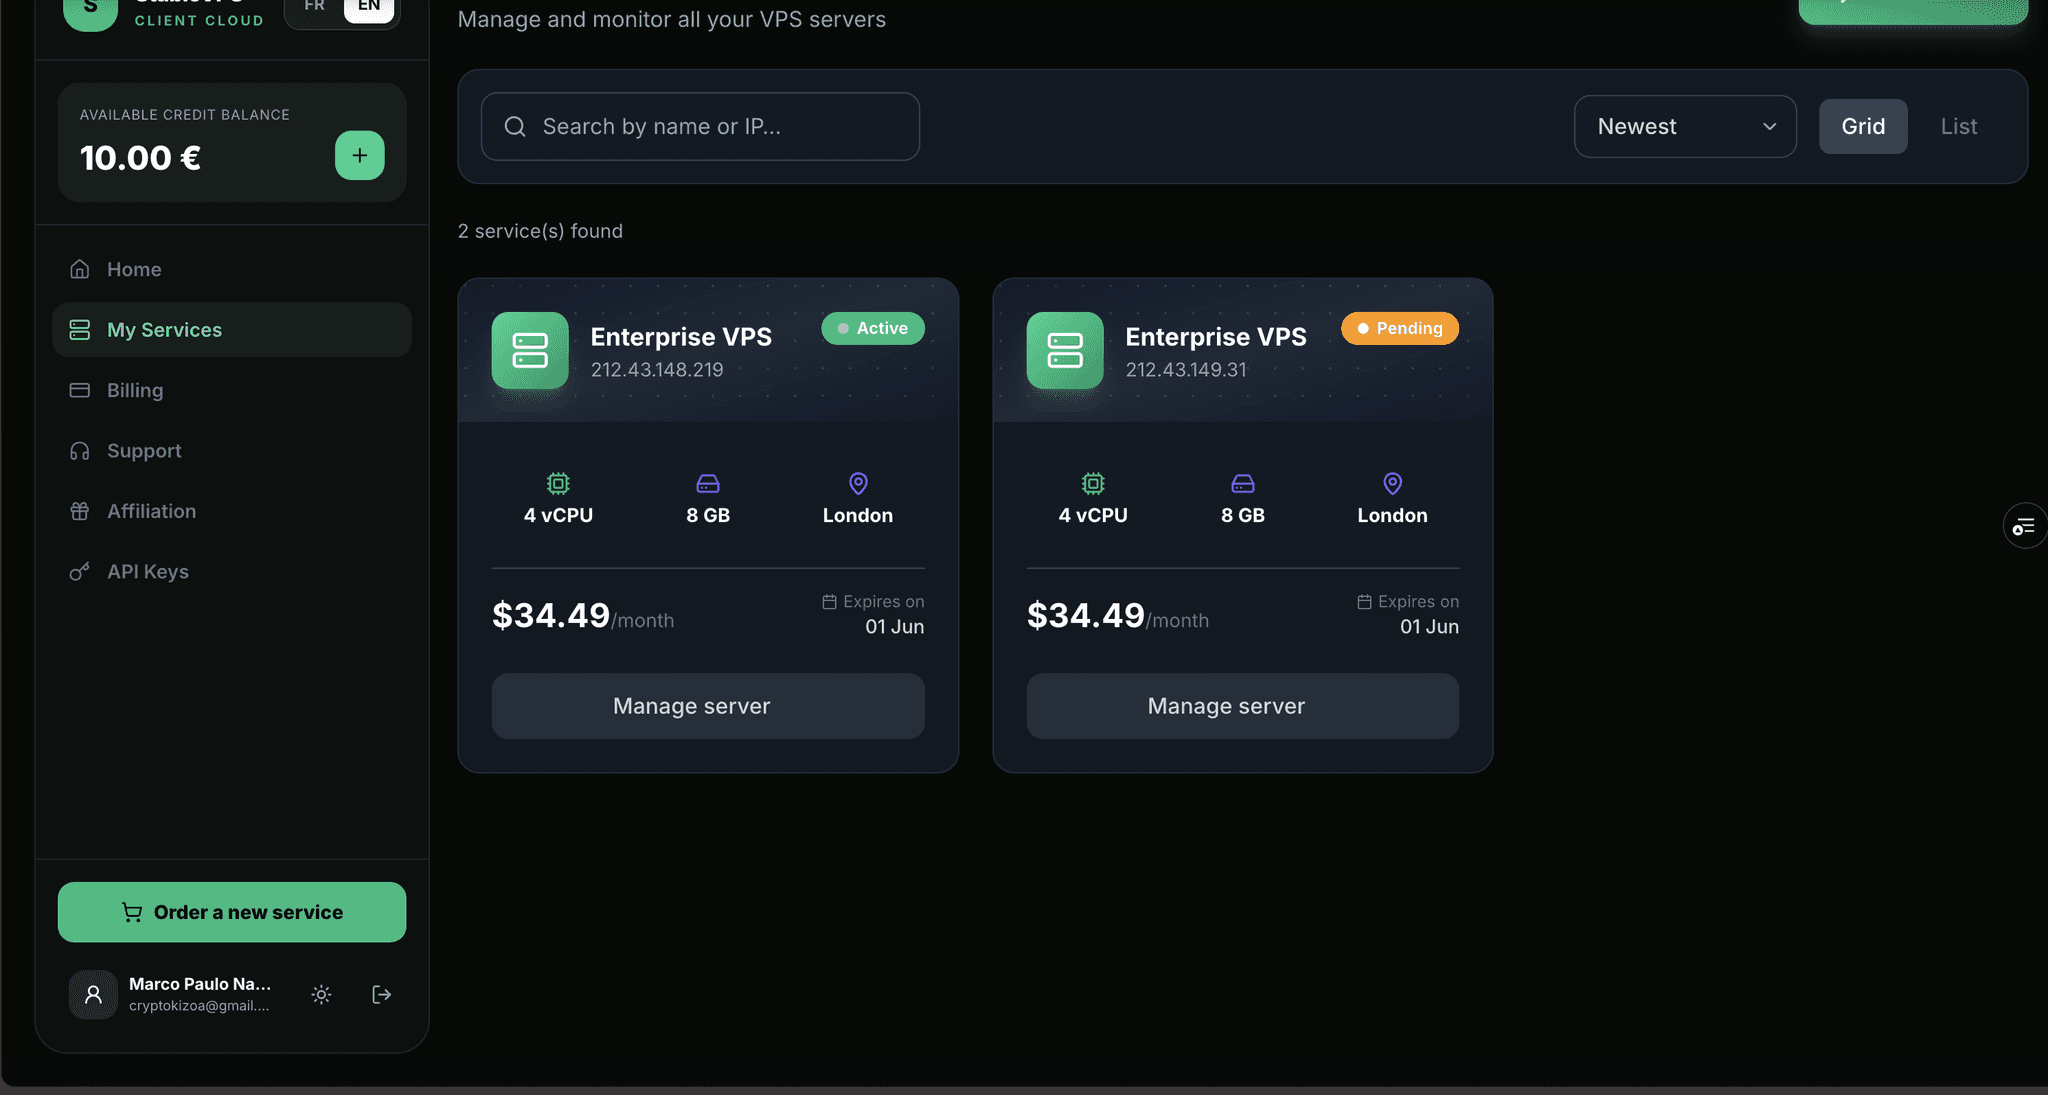 S
CLIENT CLOUD
FR
EN
AVAILABLE CREDIT BALANCE
10.00 €
+
Home
My Services
Billing
Support
Affiliation
API Keys
Order a new service
Marco Paulo Na...
cryptokizoa@gmail....
Manage and monitor all your VPS servers
Search by name or IP...
Newest
Grid
List
2 service(s) found
Enterprise VPS
Active
212.43.148.219
4 vCPU
8 GB
London
$34.49/month
Expires on
01 Jun
Manage server
Enterprise VPS
Pending
212.43.149.31
4 vCPU
8 GB
London
$34.49/month
Expires on
01 Jun
Manage server